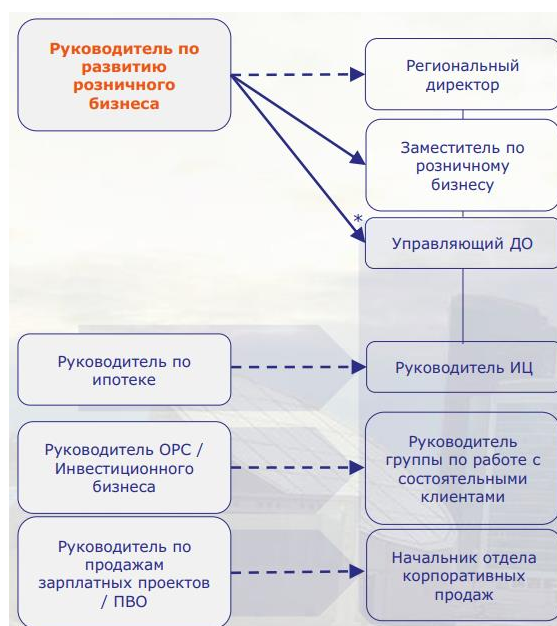 Руководитель по
развитию
розничного
бизнеса
Региональный
директор
Заместитель по
розничному
бизнесу
*
Управляющий ДО
Руководитель по
ипотеке
Руководитель ИЦ
Руководитель ОРС /
Инвестиционного
бизнеса
Руководитель
группы по работе с
состоятельными
клиентами
Руководитель по
продажам
зарплатных проектов
/ ПВО
Начальник отдела
корпоративных
продаж